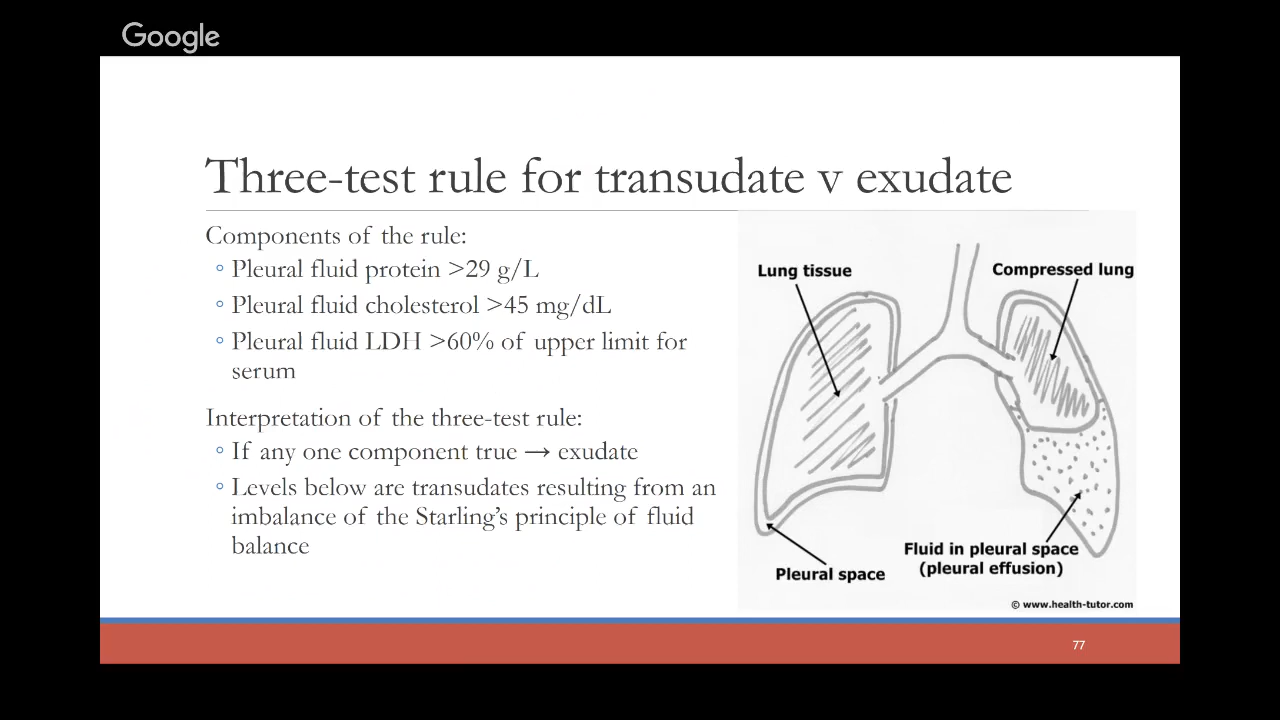 Google
Three-test rule for transudate v exudate
Components of the rule:
◦ Pleural fluid protein >29 g/L
◦ Pleural fluid cholesterol >45 mg/dL
◦ Pleural fluid LDH >60% of upper limit for
serum
Interpretation of the three-test rule:
◦ If any one component true → exudate
◦ Levels below are transudates resulting from an
imbalance of the Starling’s principle of fluid
balance
Lung tissue
Compressed lung
Fluid in pleural space
(pleural effusion)
Pleural space
© www.health-tutor.com
77